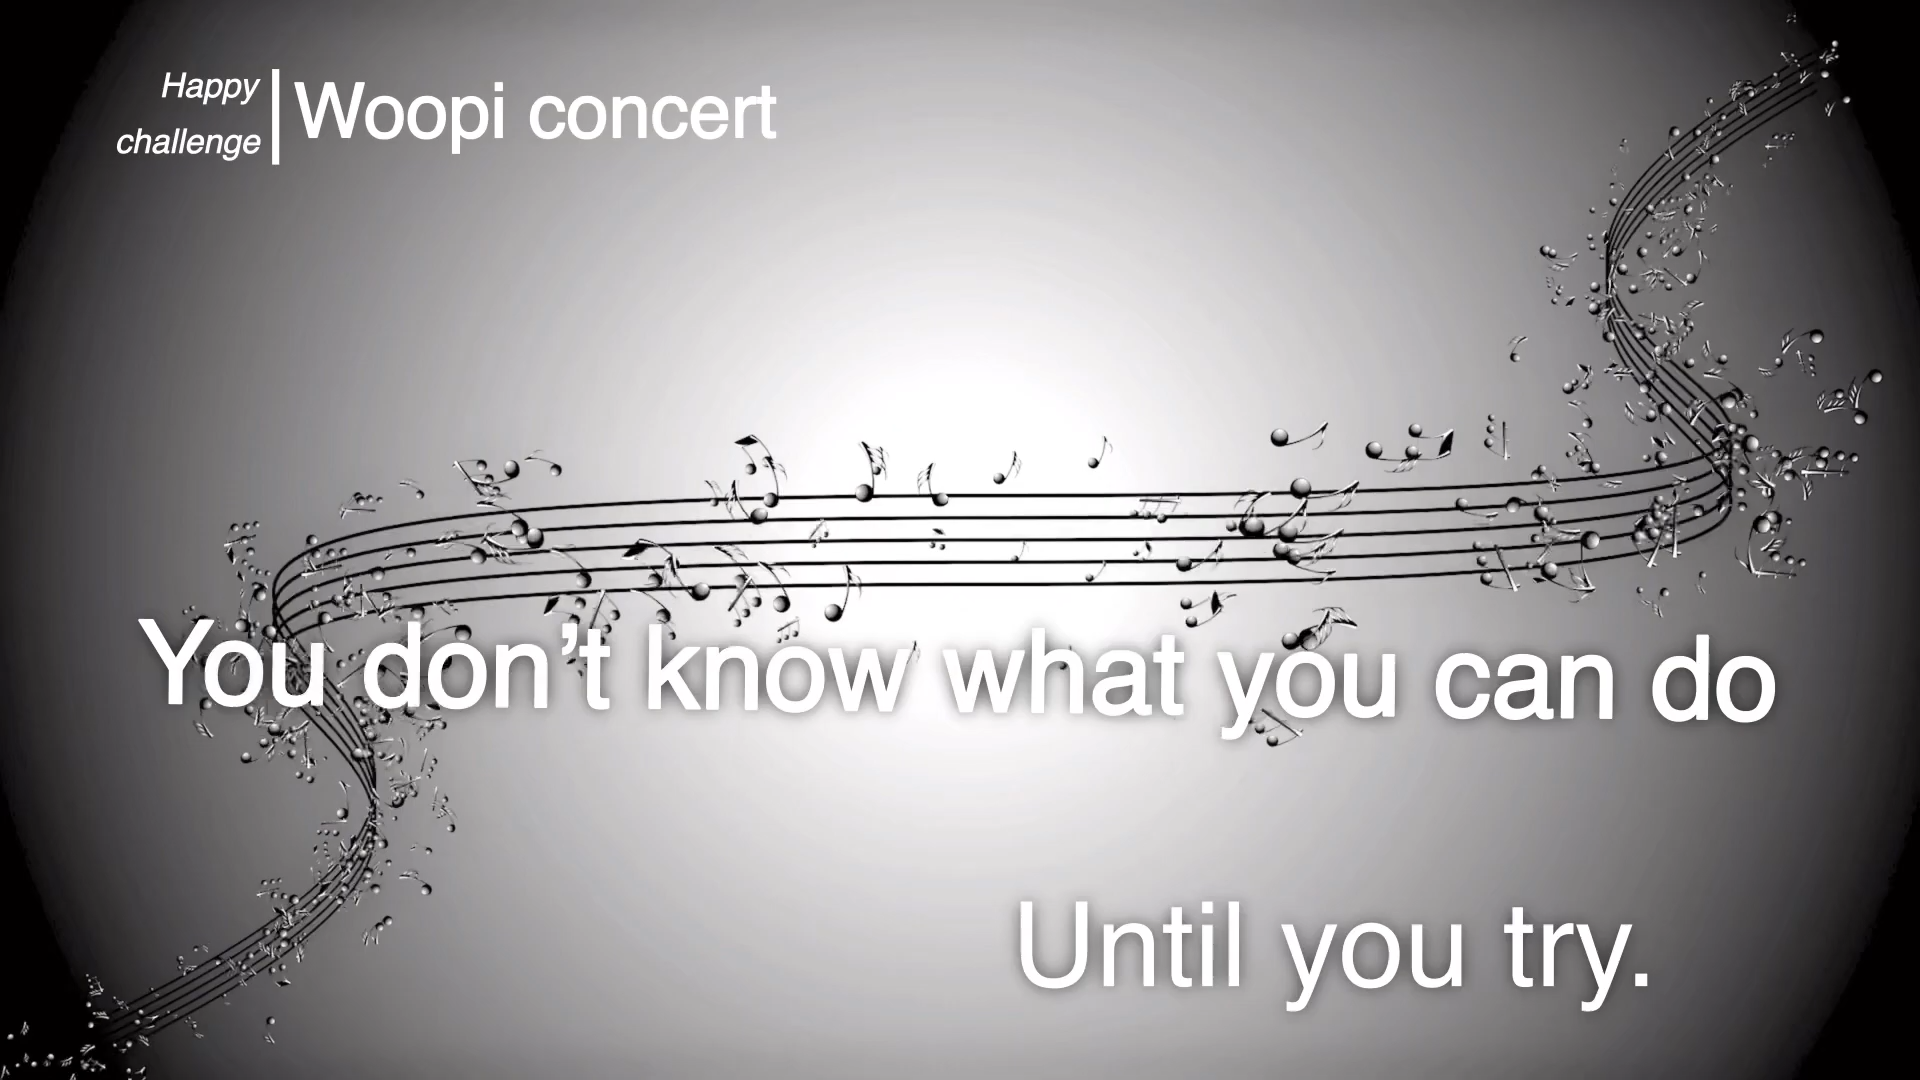 Happy
challenge
Woopi concert
You don’t know what you can do
Until you try.